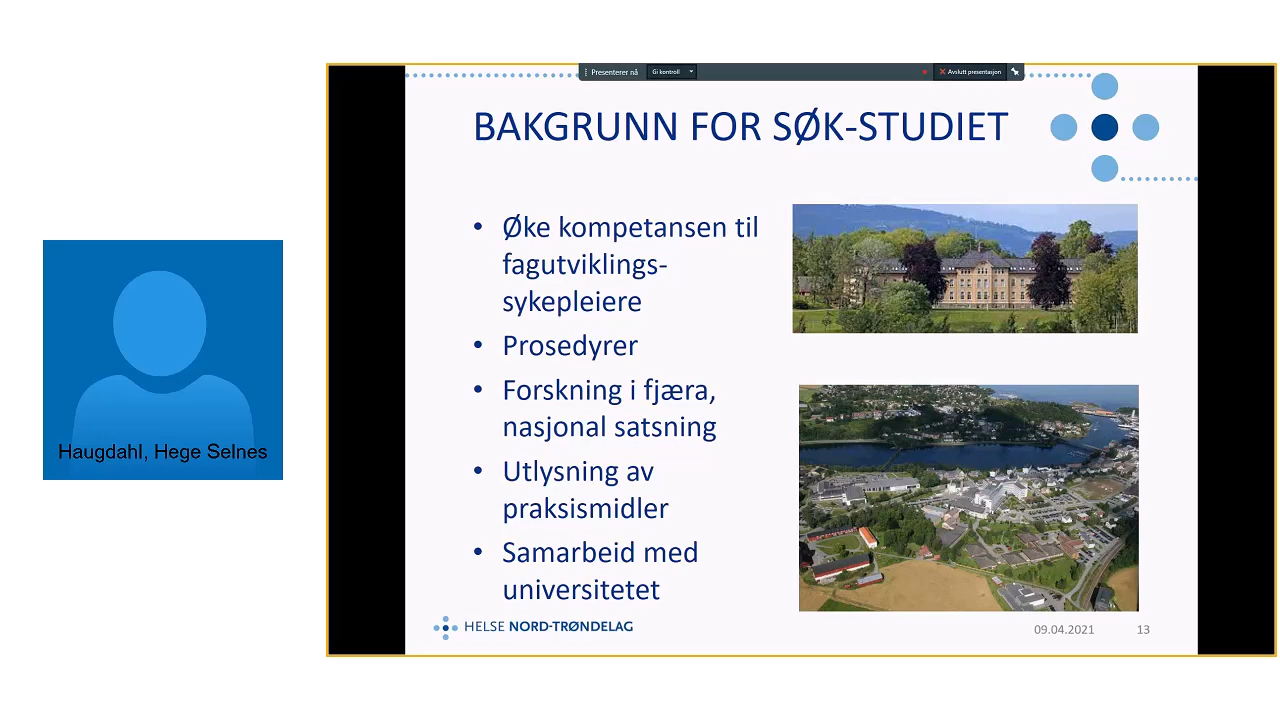 Presenterer nå
Gi kontroll
Avslutt presentasjon
BAKGRUNN FOR SØK-STUDIET
• Øke kompetansen til
fagutviklings-
sykepleiere
• Prosedyrer
• Forskning i fjæra,
nasjonal satsning
• Utlysning av
praksismidler
• Samarbeid med
universitetet
HELSE NORD-TRØNDELAG
09.04.2021
13
Haugdahl, Hege Selnes